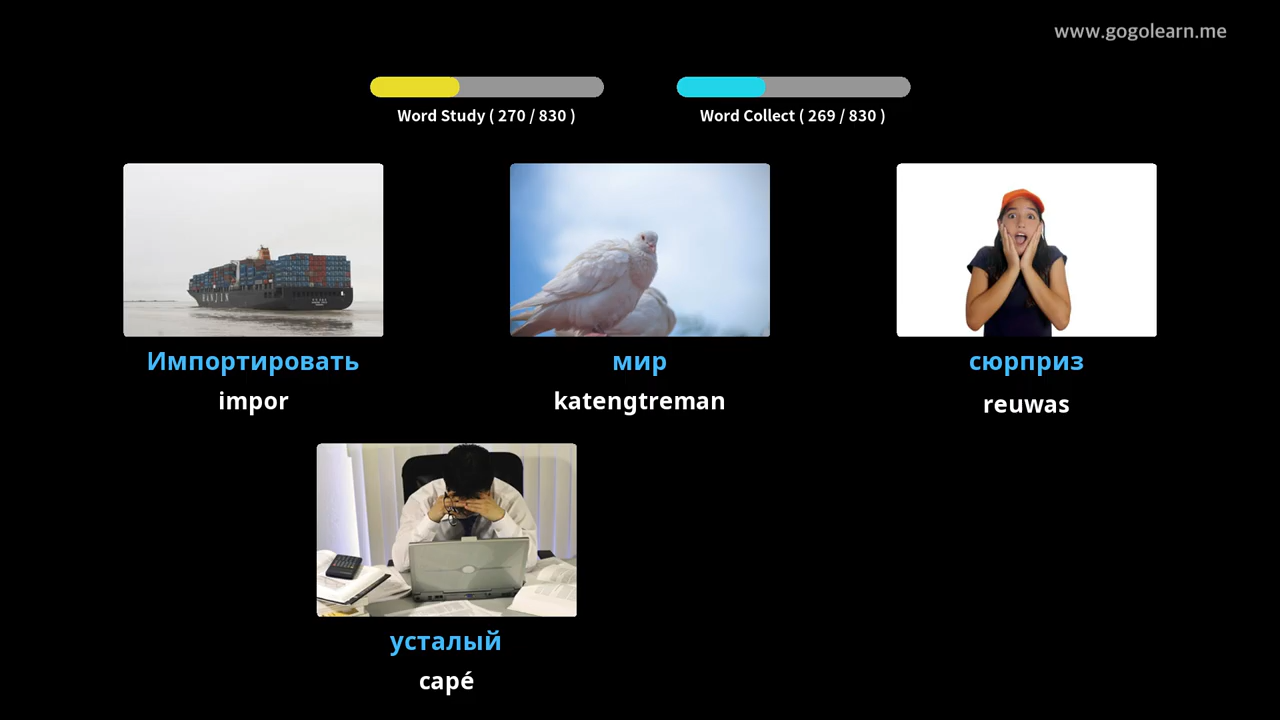 www.gogolearn.me
Word Study ( 270 / 830 )
Word Collect ( 269 / 830 )
HANJIN
Импортировать
impor
мир
katengtreman
сюрприз
reuwas
усталый
capé